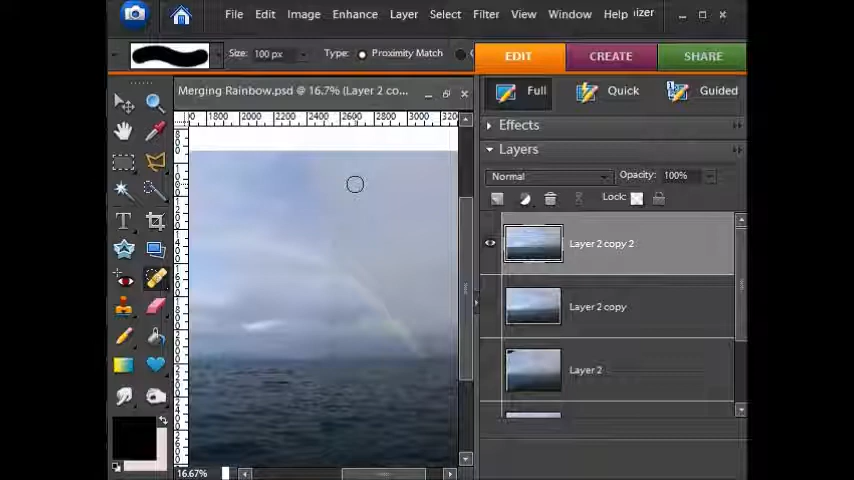 File Edit Image Enhance Layer Select Filter View Window Help izer
Size: 100 px Type: Proximity Match
EDIT CREATE SHARE
Merging Rainbow.psd @ 16.7% (Layer 2 co...
Full Quick Guided
1800 2000 2200 2400 2600 2800 3000 320
Effects
Layers
Normal Opacity: 100%
Lock:
Layer 2 copy 2
Layer 2 copy
Layer 2
16.67%